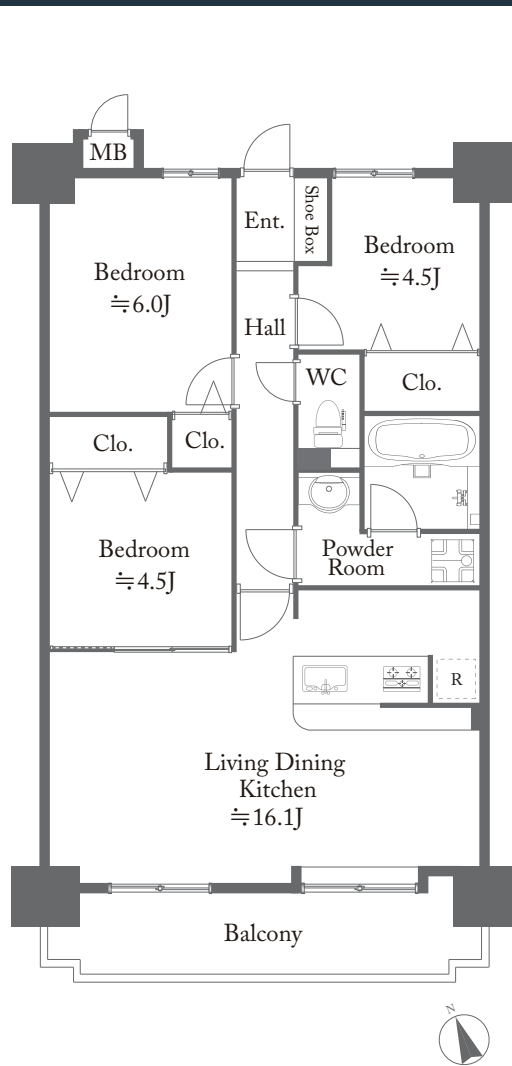 MB
Ent.
Shoe Box
Bedroom
≒6.0J
Bedroom
≒4.5J
Hall
WC
Clo.
Clo.
Clo.
Bedroom
≒4.5J
Powder
Room
R
Living Dining
Kitchen
≒16.1J
Balcony
N